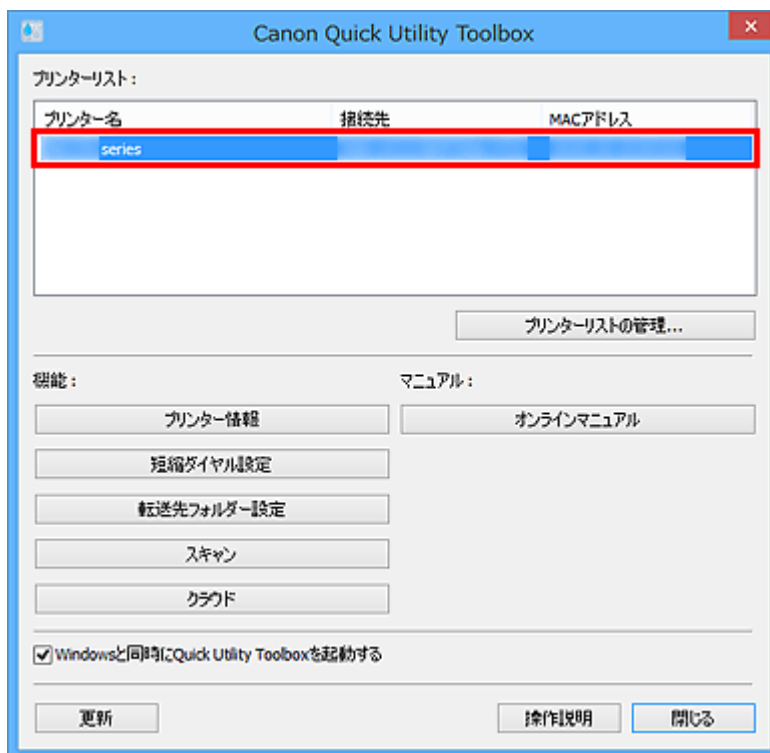 Canon Quick Utility Toolbox
プリンターリスト:
プリンター名 接続先 MACアドレス
series
プリンターリストの管理...
機能: マニュアル:
プリンター情報 オンラインマニュアル
短縮ダイヤル設定
転送先フォルダー設定
スキャン
クラウド
Windowsと同時にQuick Utility Toolboxを起動する
更新 操作説明 閉じる